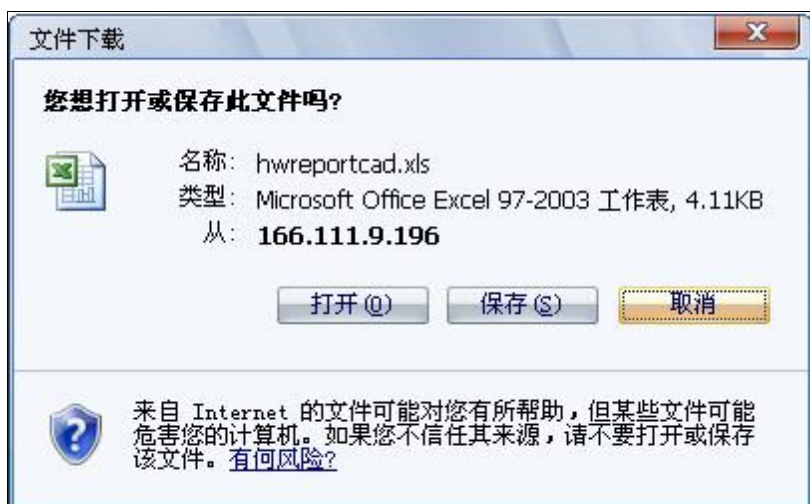 文件下载
您想打开或保存此文件吗?
名称: hwreportcad.xls
类型: Microsoft Office Excel 97-2003 工作表, 4.11KB
从: 166.111.9.196
打开(O) 保存(S) 取消
来自 Internet 的文件可能对您有所帮助,但某些文件可能
危害您的计算机。如果您不信任其来源,请不要打开或保存
该文件。有何风险?